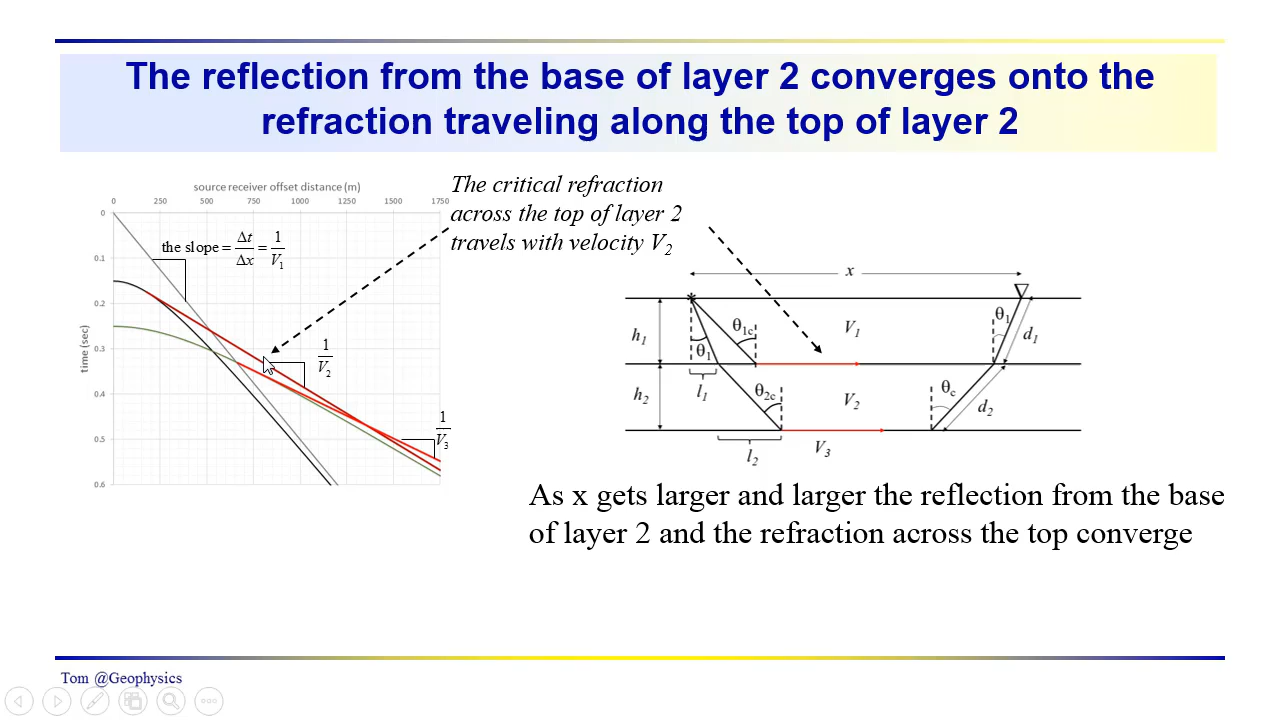 The reflection from the base of layer 2 converges onto the
refraction traveling along the top of layer 2
source receiver offset distance (m)
0 250 500 750 1000 1250 1500 1750
0
0.1
0.2
0.3
0.4
0.5
0.6
time (sec)
the slope = Δt/Δx = 1/V₁
1/V₂
1/V₃
The critical refraction
across the top of layer 2
travels with velocity V₂
x
h₁
θ₁
θ₁c
V₁
θ₁
d₁
l₁
h₂
θ₂c
V₂
θc
d₂
l₂
V₃
As x gets larger and larger the reflection from the base
of layer 2 and the refraction across the top converge
Tom @Geophysics